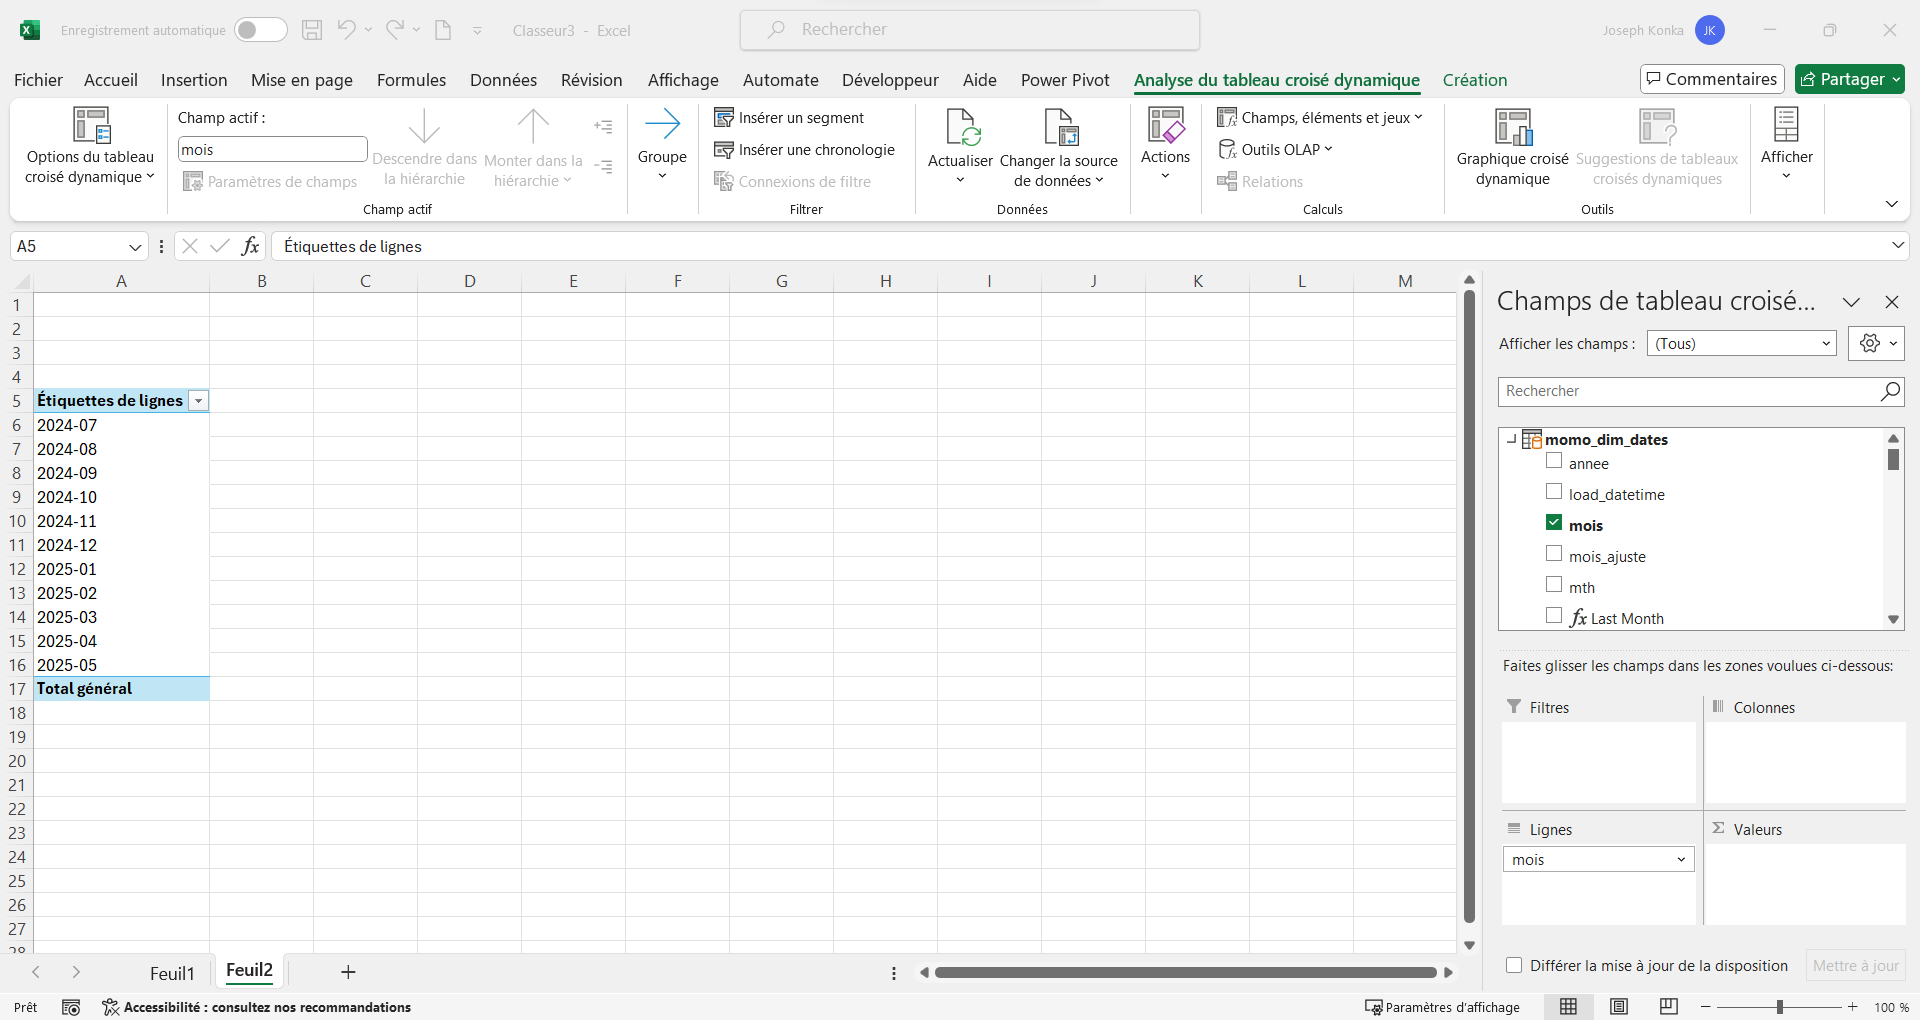 Enregistrement automatique
Classeur3 - Excel
Rechercher
Joseph Konka
JK
Fichier Accueil Insertion Mise en page Formules Données Révision Affichage Automate Développeur Aide Power Pivot Analyse du tableau croisé dynamique Création
Commentaires
Partager
Options du tableau
croisé dynamique
Champ actif :
mois
Paramètres de champs
Descendre dans
la hiérarchie
Monter dans la
hiérarchie
Champ actif
Groupe
Insérer un segment
Insérer une chronologie
Connexions de filtre
Filtrer
Actualiser
Changer la source
de données
Données
Actions
Champs, éléments et jeux
Outils OLAP
Relations
Calculs
Graphique croisé
dynamique
Suggestions de tableaux
croisés dynamiques
Outils
Afficher
A5
fx
Étiquettes de lignes
A B C D E F G H I J K L M
1
2
3
4
5 Étiquettes de lignes
6 2024-07
7 2024-08
8 2024-09
9 2024-10
10 2024-11
11 2024-12
12 2025-01
13 2025-02
14 2025-03
15 2025-04
16 2025-05
17 Total général
18
19
20
21
22
23
24
25
26
27
28
Champs de tableau croisé...
Afficher les champs :
(Tous)
Rechercher
momo_dim_dates
annee
load_datetime
mois
mois_ajuste
mth
fx Last Month
Faites glisser les champs dans les zones voulues ci-dessous:
Filtres
Colonnes
Lignes
Σ Valeurs
mois
Différer la mise à jour de la disposition
Mettre à jour
Feuil1
Feuil2
Prêt
Accessibilité : consultez nos recommandations
Paramètres d'affichage
100 %